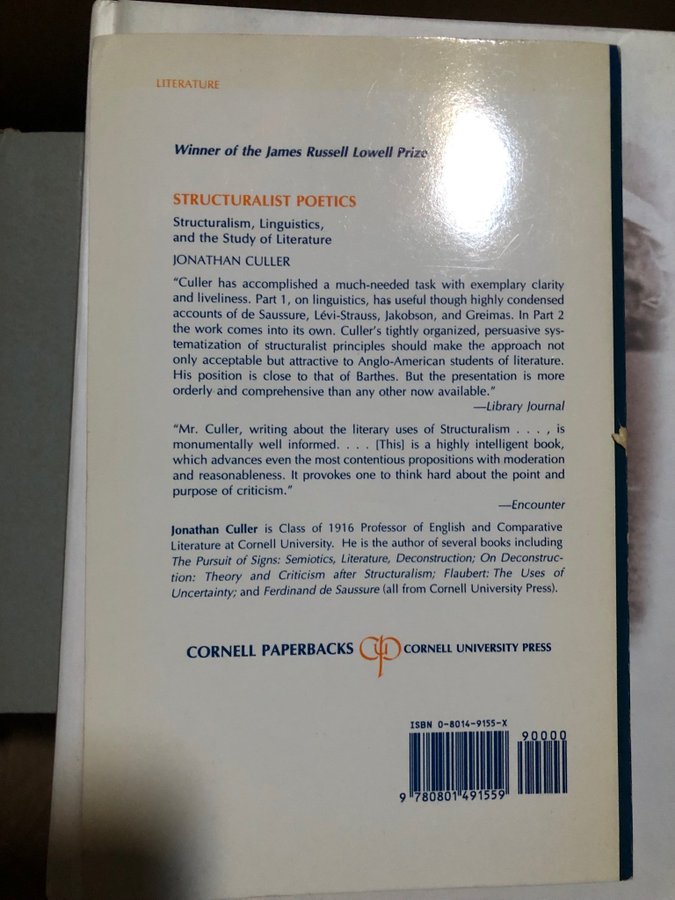 LITERATURE
Winner of the James Russell Lowell Prize
STRUCTURALIST POETICS
Structuralism, Linguistics,
and the Study of Literature
JONATHAN CULLER
“Culler has accomplished a much-needed task with exemplary clarity
and liveliness. Part 1, on linguistics, has useful though highly condensed
accounts of de Saussure, Lévi-Strauss, Jakobson, and Greimas. In Part 2
the work comes into its own. Culler's tightly organized, persuasive sys-
tematization of structuralist principles should make the approach not
only acceptable but attractive to Anglo-American students of literature.
His position is close to that of Barthes. But the presentation is more
orderly and comprehensive than any other now available.”
—Library Journal
“Mr. Culler, writing about the literary uses of Structuralism . . . , is
monumentally well informed. . . . [This] is a highly intelligent book,
which advances even the most contentious propositions with moderation
and reasonableness. It provokes one to think hard about the point and
purpose of criticism.”
—Encounter
Jonathan Culler is Class of 1916 Professor of English and Comparative
Literature at Cornell University. He is the author of several books including
The Pursuit of Signs: Semiotics, Literature, Deconstruction; On Deconstruc-
tion: Theory and Criticism after Structuralism; Flaubert: The Uses of
Uncertainty; and Ferdinand de Saussure (all from Cornell University Press).
CORNELL PAPERBACKS CORNELL UNIVERSITY PRESS
ISBN 0-8014-9155-X
90000
9 780801 491559